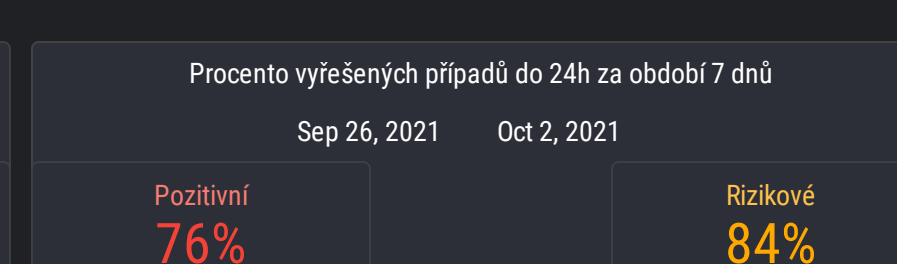 Procento vyřešených případů do 24h za období 7 dnů
Sep 26, 2021 Oct 2, 2021
Pozitivní Rizikové
76% 84%